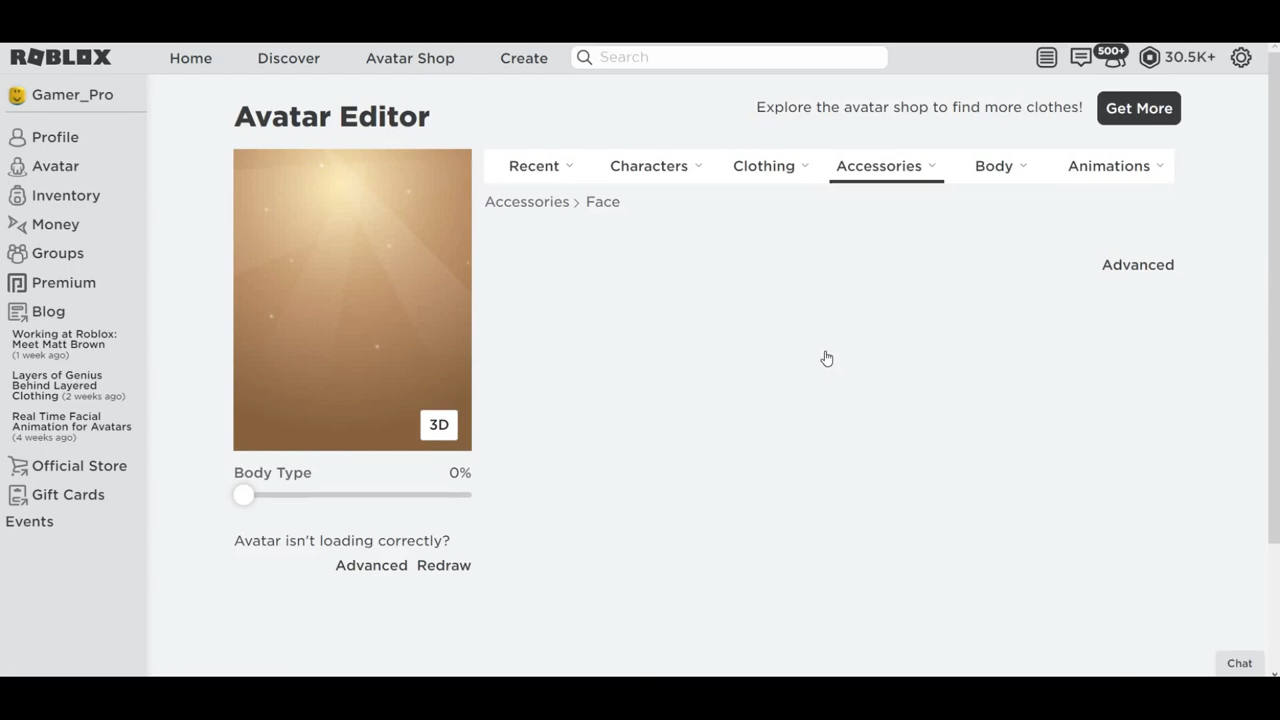 ROBLOX
Home
Discover
Avatar Shop
Create
Search
500+
30.5K+
Gamer_Pro
Profile
Avatar
Inventory
Money
Groups
Premium
Blog
Working at Roblox:
Meet Matt Brown
(1 week ago)
Layers of Genius
Behind Layered
Clothing (2 weeks ago)
Real Time Facial
Animation for Avatars
(4 weeks ago)
Official Store
Gift Cards
Events
Avatar Editor
Explore the avatar shop to find more clothes!
Get More
Recent
Characters
Clothing
Accessories
Body
Animations
Accessories > Face
Advanced
3D
Body Type 0%
Avatar isn't loading correctly?
Advanced Redraw
Chat